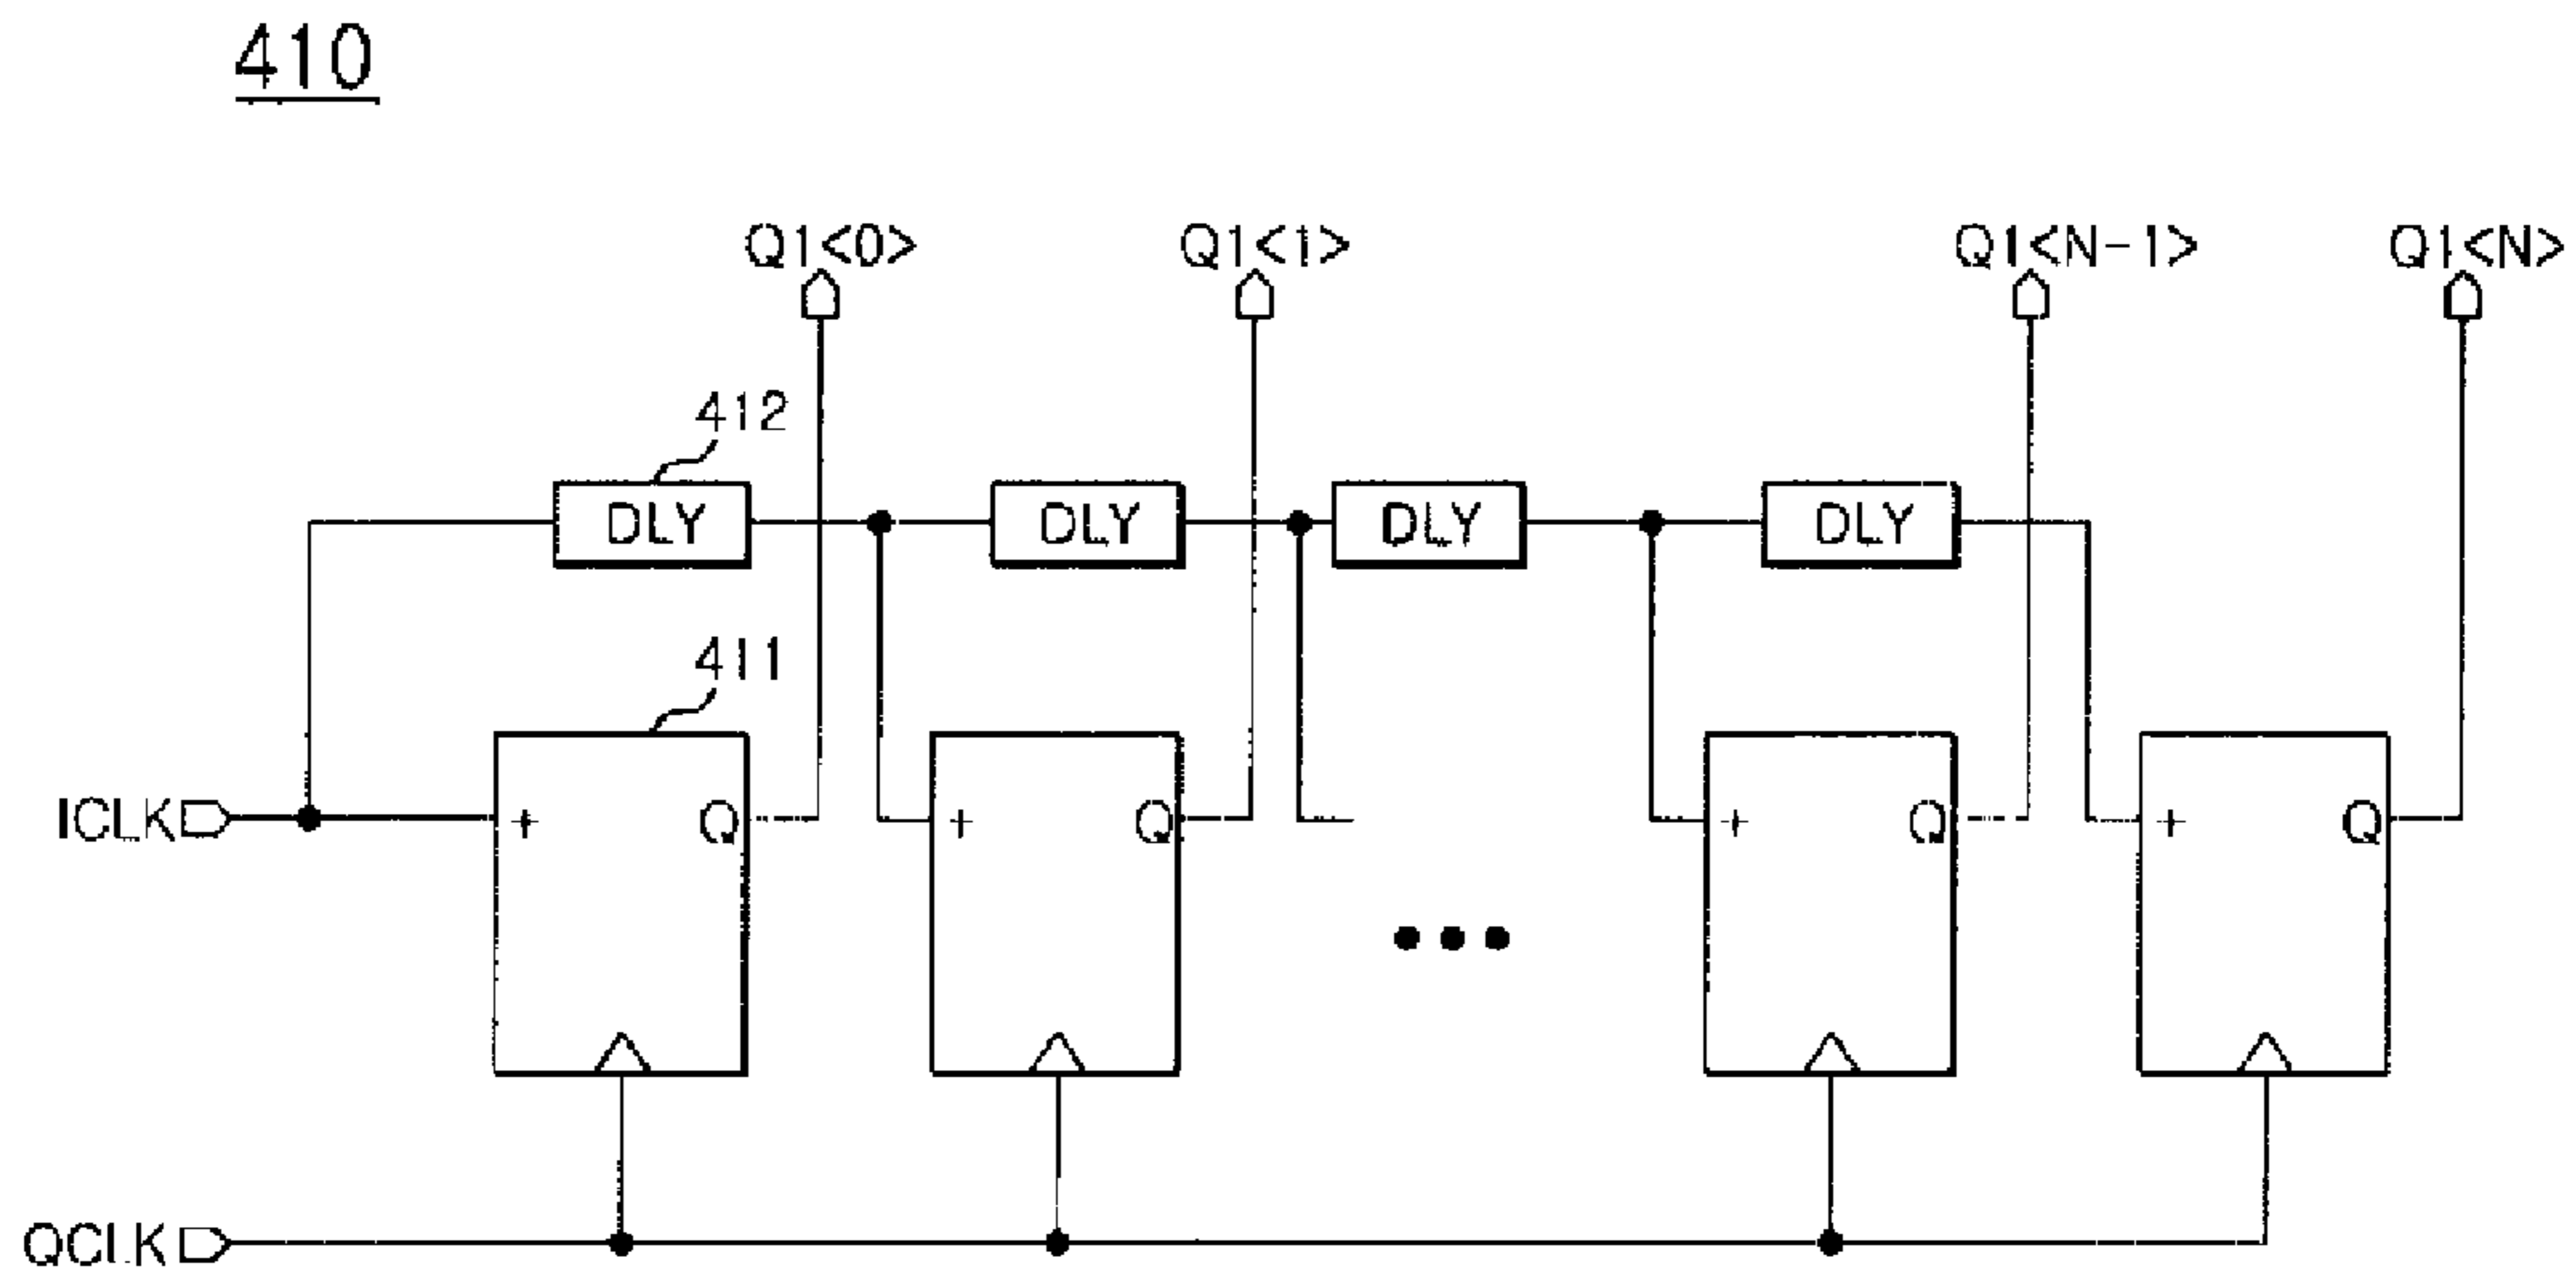 410
Q1<0> Q1<1> Q1<N-1> Q1<N>
412
DLY DLY DLY DLY
411
ICLK + Q + Q + Q + Q
QCLK